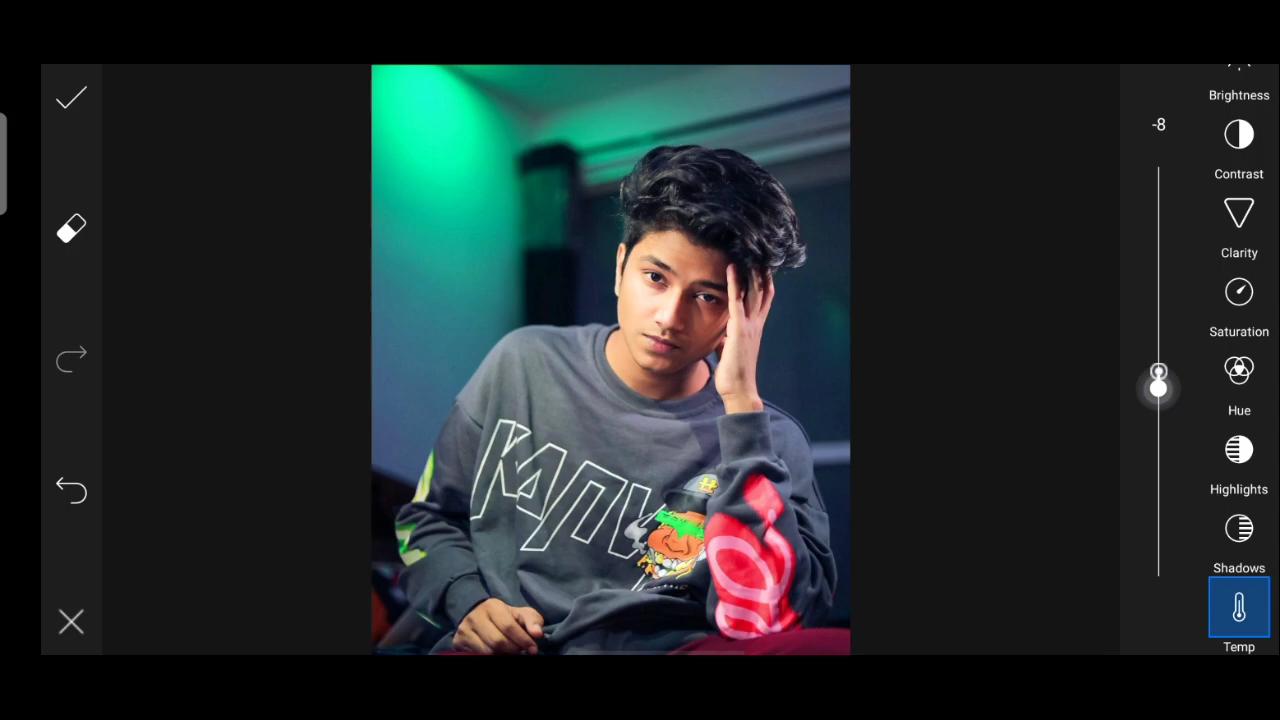 Brightness
-8
Contrast
Clarity
Saturation
Hue
Highlights
Shadows
Temp